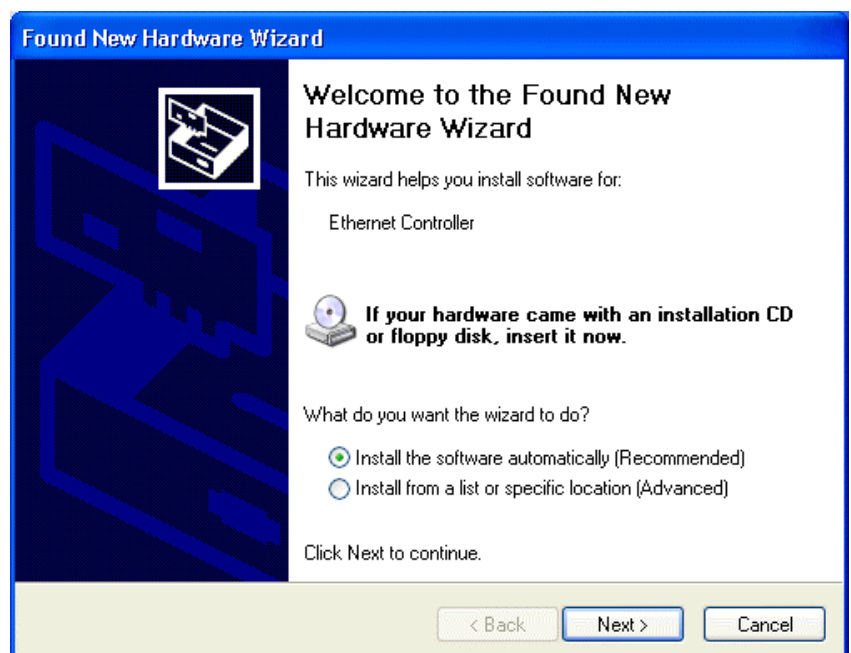 Found New Hardware Wizard
Welcome to the Found New
Hardware Wizard
This wizard helps you install software for:
Ethernet Controller
If your hardware came with an installation CD
or floppy disk, insert it now.
What do you want the wizard to do?
Install the software automatically (Recommended)
Install from a list or specific location (Advanced)
Click Next to continue.
< Back Next > Cancel